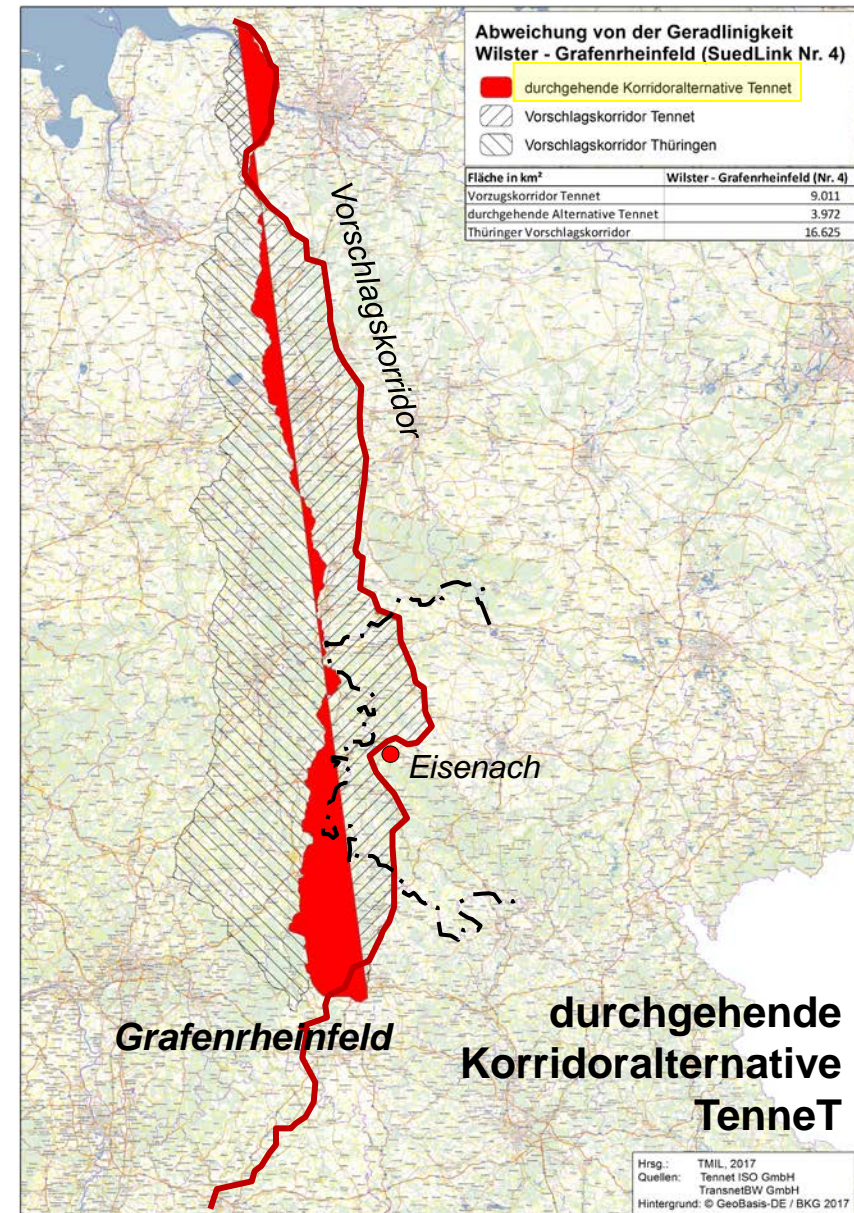 Abweichung von der Geradlinigkeit
Wilster - Grafenrheinfeld (SuedLink Nr. 4)
durchgehende Korridoralternative Tennet
Vorschlagskorridor Tennet
Vorschlagskorridor Thüringen
Fläche in km² Wilster - Grafenrheinfeld (Nr. 4)
Vorzugskorridor Tennet 9.011
durchgehende Alternative Tennet 3.972
Thüringer Vorschlagskorridor 16.625
Vorschlagskorridor
Eisenach
Grafenrheinfeld
durchgehende
Korridoralternative
TenneT
Hrsg.: TMIL, 2017
Quellen: Tennet ISO GmbH
TransnetBW GmbH
Hintergrund: © GeoBasis-DE / BKG 2017